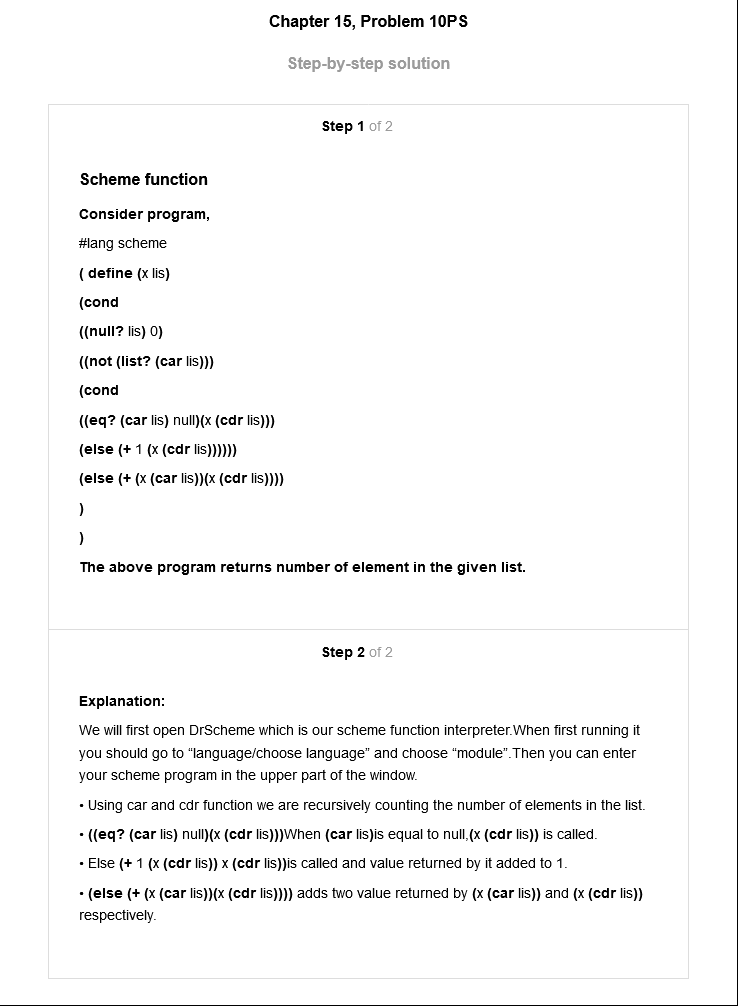 Chapter 15, Problem 10PS
Step-by-step solution
Step 1 of 2
Scheme function
Consider program,
#lang scheme
( define (x lis)
(cond
((null? lis) 0)
((not (list? (car lis)))
(cond
((eq? (car lis) null)(x (cdr lis)))
(else (+ 1 (x (cdr lis))))))
(else (+ (x (car lis))(x (cdr lis))))
)
)
The above program returns number of element in the given list.
Step 2 of 2
Explanation:
We will first open DrScheme which is our scheme function interpreter.When first running it
you should go to “language/choose language” and choose “module”.Then you can enter
your scheme program in the upper part of the window.
• Using car and cdr function we are recursively counting the number of elements in the list.
• ((eq? (car lis) null)(x (cdr lis)))When (car lis)is equal to null,(x (cdr lis)) is called.
• Else (+ 1 (x (cdr lis)) x (cdr lis))is called and value returned by it added to 1.
• (else (+ (x (car lis))(x (cdr lis)))) adds two value returned by (x (car lis)) and (x (cdr lis))
respectively.